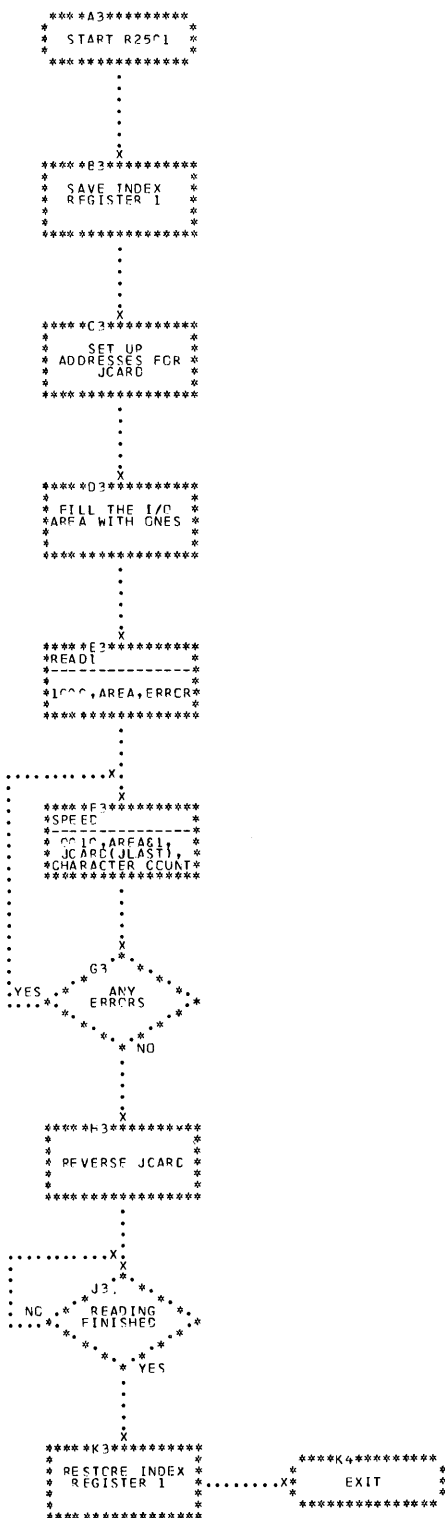 A3
START R2501
B3
SAVE INDEX
REGISTER 1
C3
SET UP
ADDRESSES FOR
JCARD
D3
FILL THE I/O
AREA WITH ONES
E3
READ1
1000,AREA,ERROR
F3
SPEED
0010,AREA&1,
JCARD(JLAST),
CHARACTER COUNT
G3
ANY
ERRORS
YES
NO
H3
REVERSE JCARD
J3
READING
FINISHED
NO
YES
K3
RESTORE INDEX
REGISTER 1
K4
EXIT